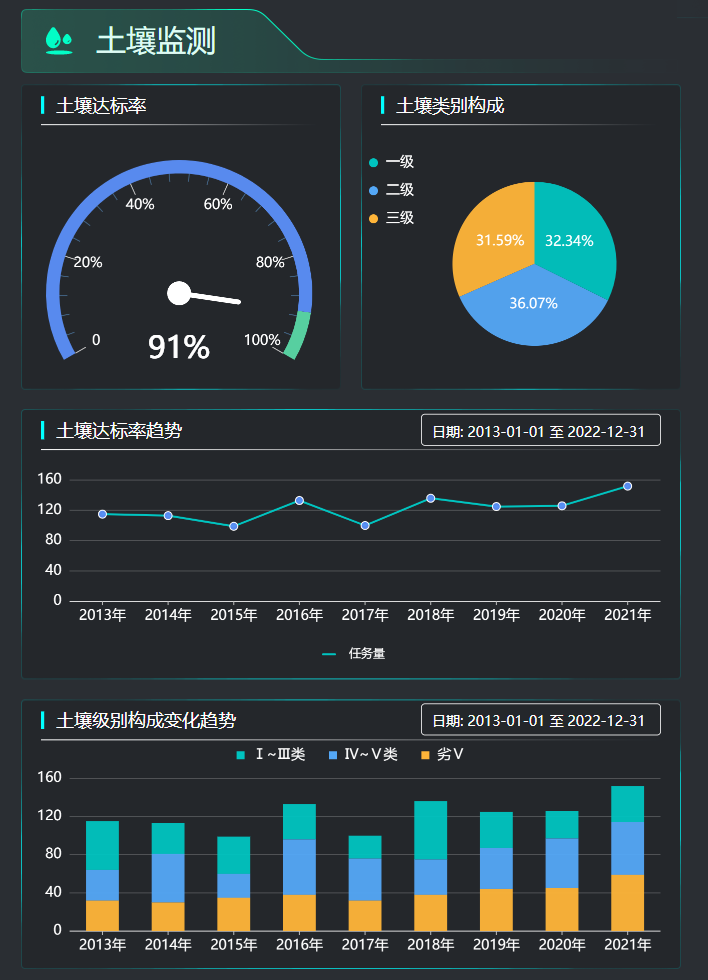 土壤监测
土壤达标率
0
20%
40%
60%
80%
100%
91%
土壤类别构成
一级
二级
三级
31.59%
32.34%
36.07%
土壤达标率趋势
日期: 2013-01-01 至 2022-12-31
160
120
80
40
0
2013年 2014年 2015年 2016年 2017年 2018年 2019年 2020年 2021年
任务量
土壤级别构成变化趋势
日期: 2013-01-01 至 2022-12-31
Ⅰ~Ⅲ类 Ⅳ~Ⅴ类 劣Ⅴ
160
120
80
40
0
2013年 2014年 2015年 2016年 2017年 2018年 2019年 2020年 2021年